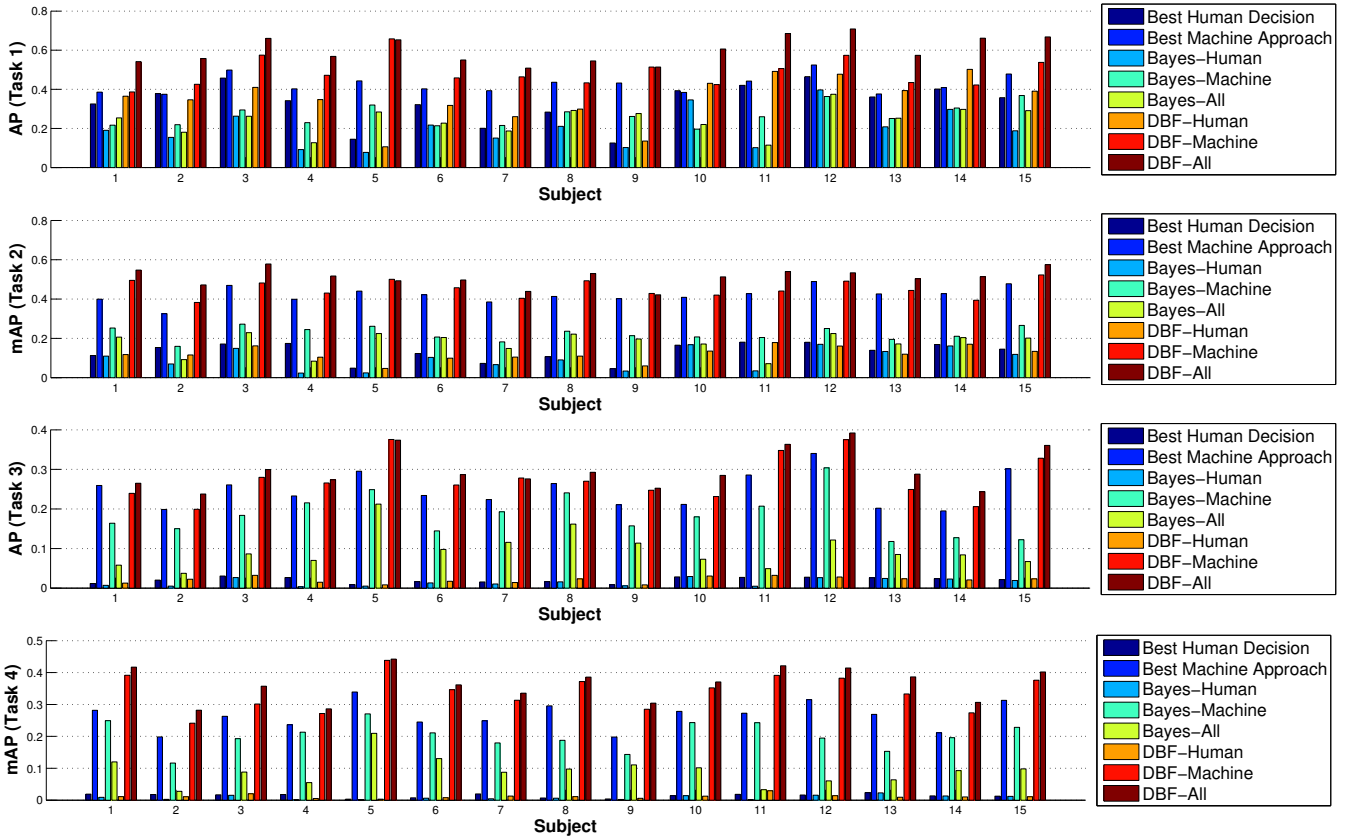 AP (Task 1)
0.8
0.6
0.4
0.2
0
1 2 3 4 5 6 7 8 9 10 11 12 13 14 15
Subject
Best Human Decision
Best Machine Approach
Bayes−Human
Bayes−Machine
Bayes−All
DBF−Human
DBF−Machine
DBF−All
mAP (Task 2)
0.8
0.6
0.4
0.2
0
1 2 3 4 5 6 7 8 9 10 11 12 13 14 15
Subject
Best Human Decision
Best Machine Approach
Bayes−Human
Bayes−Machine
Bayes−All
DBF−Human
DBF−Machine
DBF−All
AP (Task 3)
0.4
0.3
0.2
0.1
0
1 2 3 4 5 6 7 8 9 10 11 12 13 14 15
Subject
Best Human Decision
Best Machine Approach
Bayes−Human
Bayes−Machine
Bayes−All
DBF−Human
DBF−Machine
DBF−All
mAP (Task 4)
0.5
0.4
0.3
0.2
0.1
0
1 2 3 4 5 6 7 8 9 10 11 12 13 14 15
Subject
Best Human Decision
Best Machine Approach
Bayes−Human
Bayes−Machine
Bayes−All
DBF−Human
DBF−Machine
DBF−All